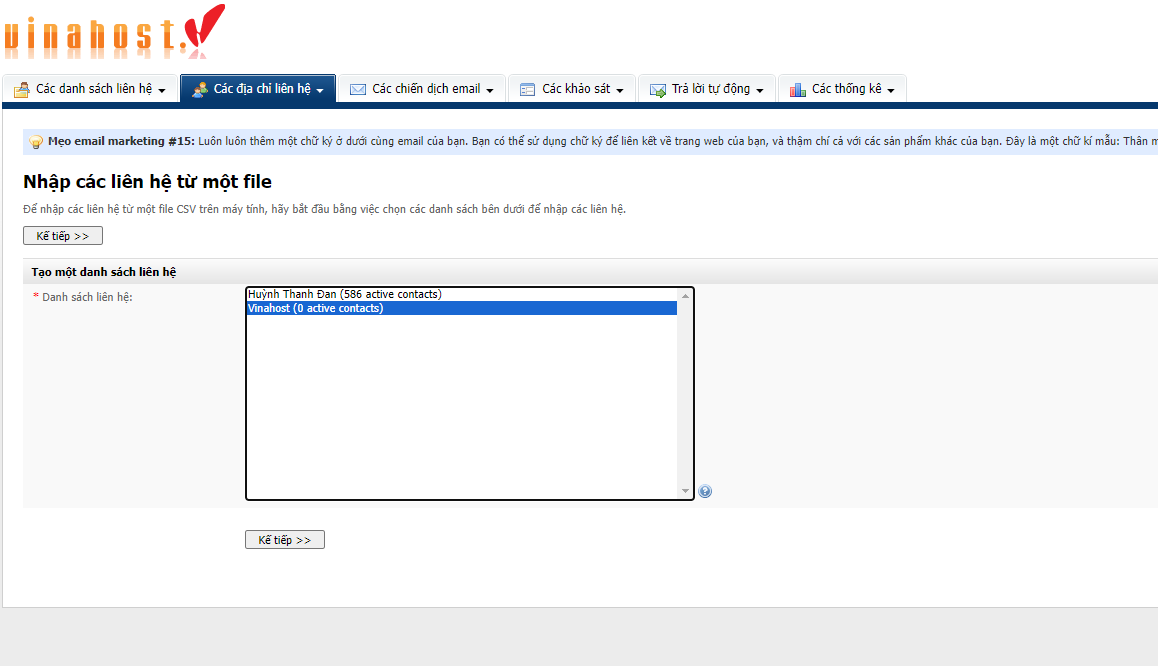 vinahost.
Các danh sách liên hệ
Các địa chỉ liên hệ
Các chiến dịch email
Các khảo sát
Trả lời tự động
Các thống kê
Mẹo email marketing #15: Luôn luôn thêm một chữ ký ở dưới cùng email của bạn. Bạn có thể sử dụng chữ ký để liên kết về trang web của bạn, và thậm chí cả với các sản phẩm khác của bạn. Đây là một chữ kí mẫu: Thân m
Nhập các liên hệ từ một file
Để nhập các liên hệ từ một file CSV trên máy tính, hãy bắt đầu bằng việc chọn các danh sách bên dưới để nhập các liên hệ.
Kế tiếp >>
Tạo một danh sách liên hệ
* Danh sách liên hệ:
Huỳnh Thanh Đan (586 active contacts)
Vinahost (0 active contacts)
?
Kế tiếp >>